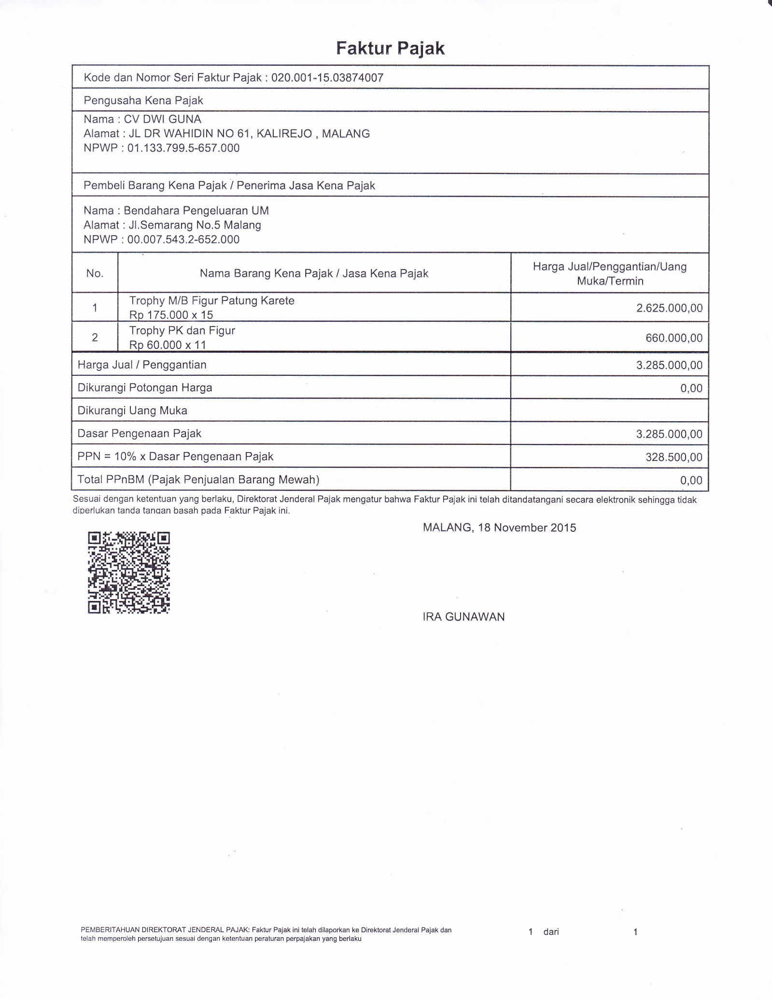 Faktur Pajak
Kode dan Nomor Seri Faktur Pajak : 020.001-15.03874007
Pengusaha Kena Pajak
Nama : CV DWI GUNA
Alamat : JL DR WAHIDIN NO 61, KALIREJO , MALANG
NPWP : 01.133.799.5-657.000
Pembeli Barang Kena Pajak / Penerima Jasa Kena Pajak
Nama : Bendahara Pengeluaran UM
Alamat : Jl.Semarang No.5 Malang
NPWP : 00.007.543.2-652.000
No. Nama Barang Kena Pajak / Jasa Kena Pajak Harga Jual/Penggantian/Uang
Muka/Termin
1 Trophy M/B Figur Patung Karete
Rp 175.000 x 15 2.625.000,00
2 Trophy PK dan Figur
Rp 60.000 x 11 660.000,00
Harga Jual / Penggantian 3.285.000,00
Dikurangi Potongan Harga 0,00
Dikurangi Uang Muka
Dasar Pengenaan Pajak 3.285.000,00
PPN = 10% x Dasar Pengenaan Pajak 328.500,00
Total PPnBM (Pajak Penjualan Barang Mewah) 0,00
Sesuai dengan ketentuan yang berlaku, Direktorat Jenderal Pajak mengatur bahwa Faktur Pajak ini telah ditandatangani secara elektronik sehingga tidak
diperlukan tanda tangan basah pada Faktur Pajak ini.
MALANG, 18 November 2015
IRA GUNAWAN
PEMBERITAHUAN DIREKTORAT JENDERAL PAJAK: Faktur Pajak ini telah dilaporkan ke Direktorat Jenderal Pajak dan
telah memperoleh persetujuan sesuai dengan ketentuan peraturan perpajakan yang berlaku
1 dari 1